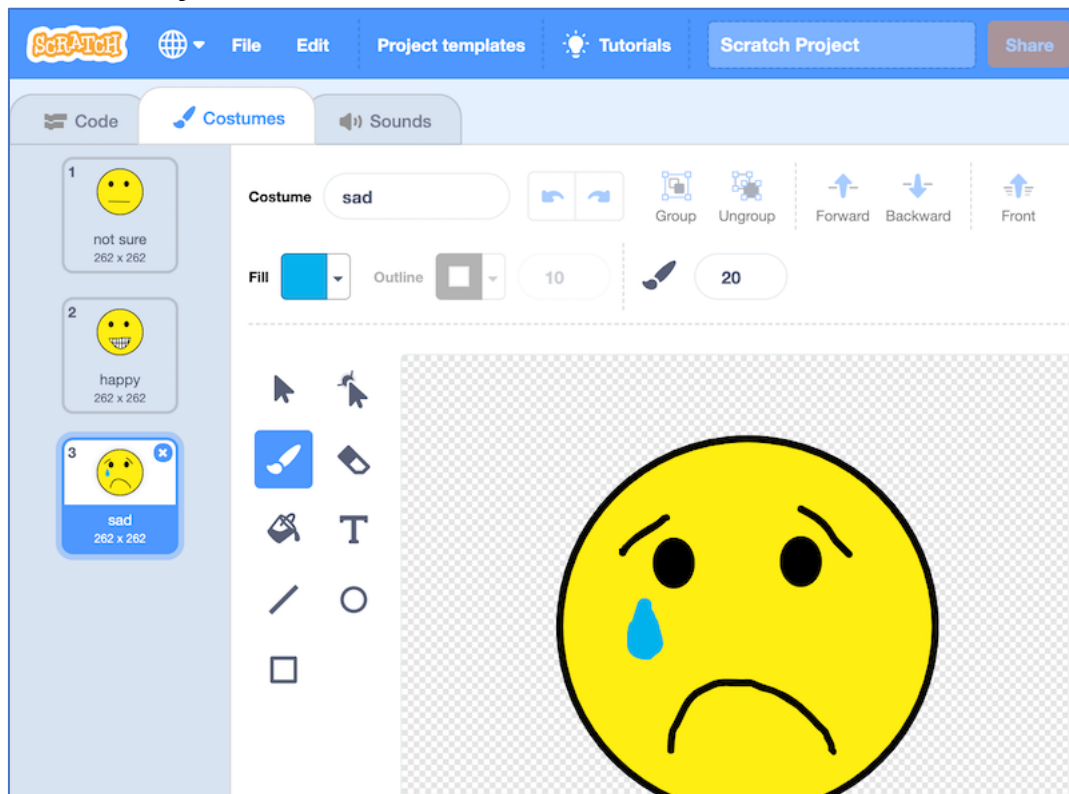 SCRATCH File Edit Project templates Tutorials Scratch Project Share
Code Costumes Sounds
1
not sure
262 x 262
2
happy
262 x 262
3
sad
262 x 262
Costume sad Group Ungroup Forward Backward Front
Fill Outline 10 20
T